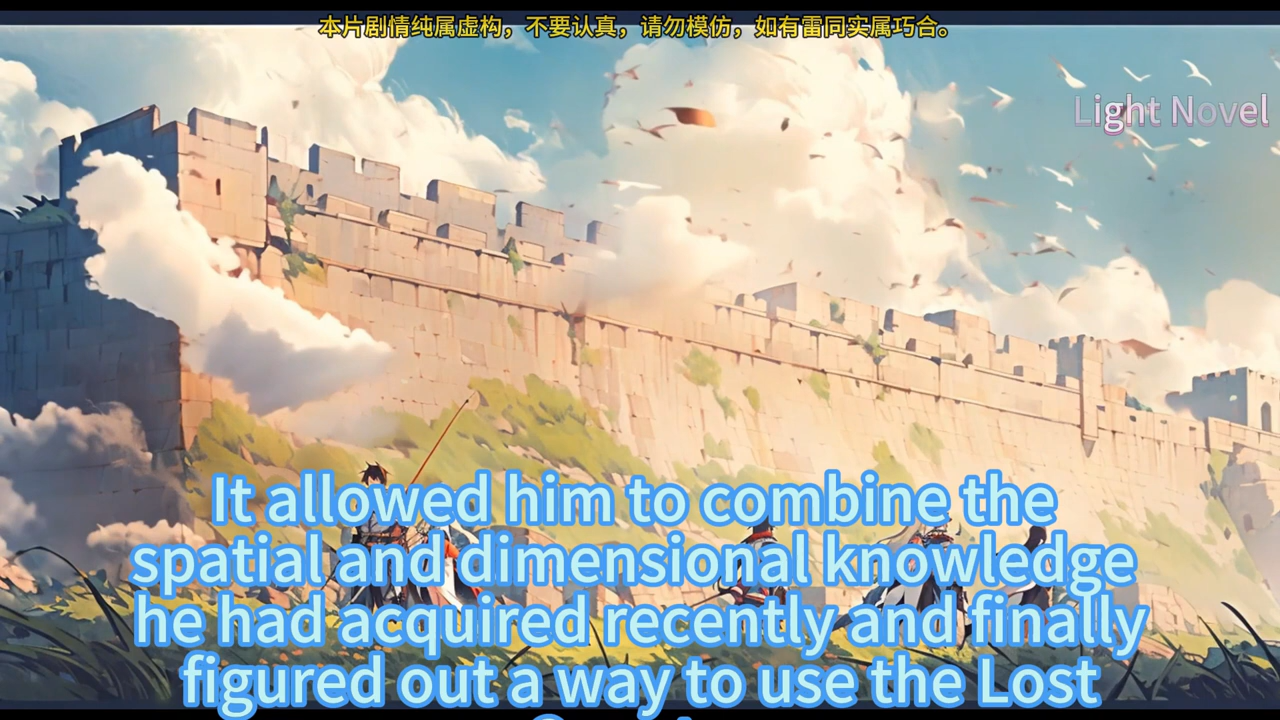 本片剧情纯属虚构，不要认真，请勿模仿，如有雷同实属巧合。
Light Novel
It allowed him to combine the
spatial and dimensional knowledge
he had acquired recently and finally
figured out a way to use the Lost